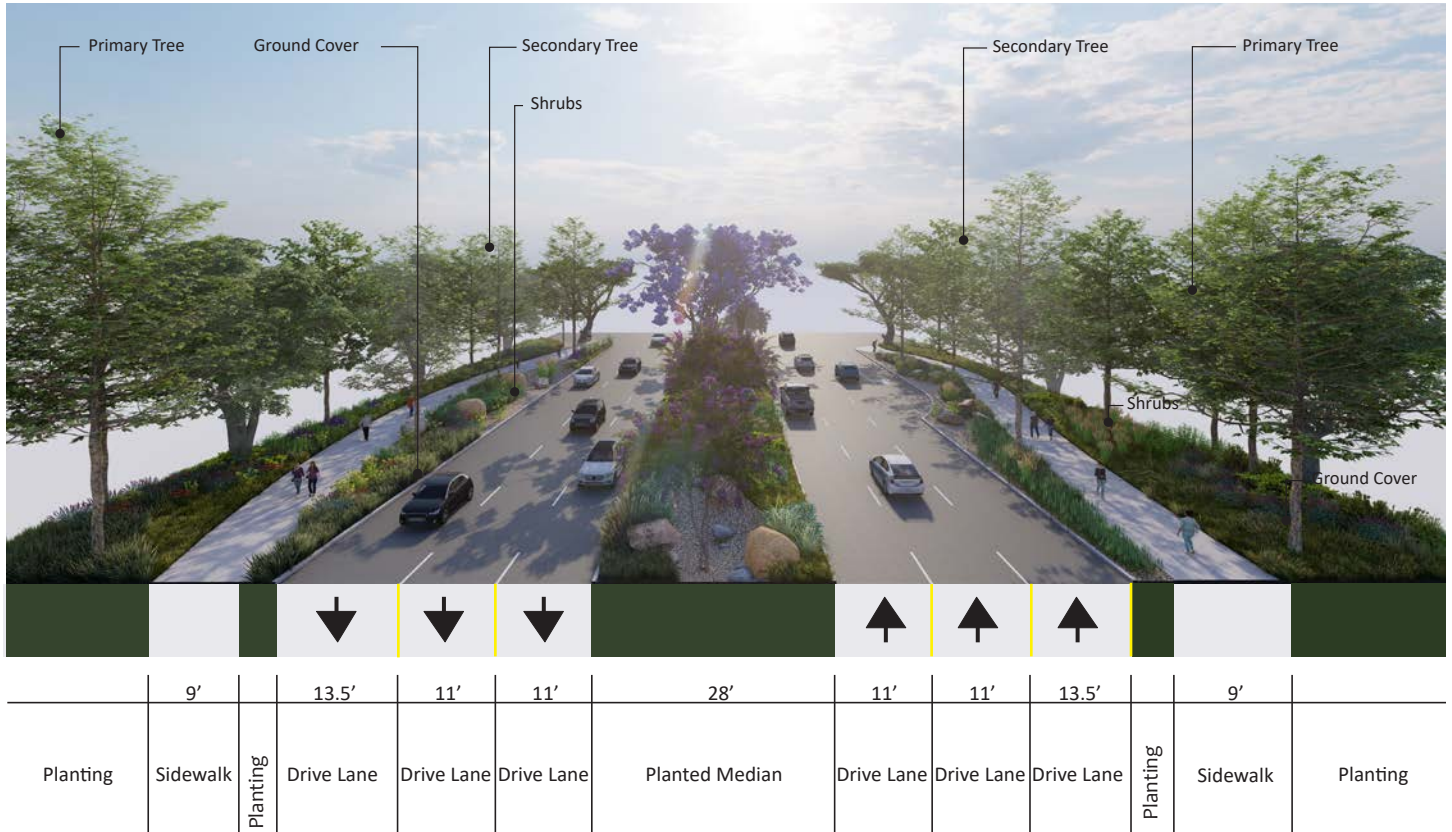 Primary Tree
Ground Cover
Secondary Tree
Secondary Tree
Primary Tree
Shrubs
Shrubs
Ground Cover
9’ 13.5’ 11’ 11’ 28’ 11’ 11’ 13.5’ 9’
Planting Sidewalk Planting Drive Lane Drive Lane Drive Lane Planted Median Drive Lane Drive Lane Drive Lane Planting Sidewalk Planting